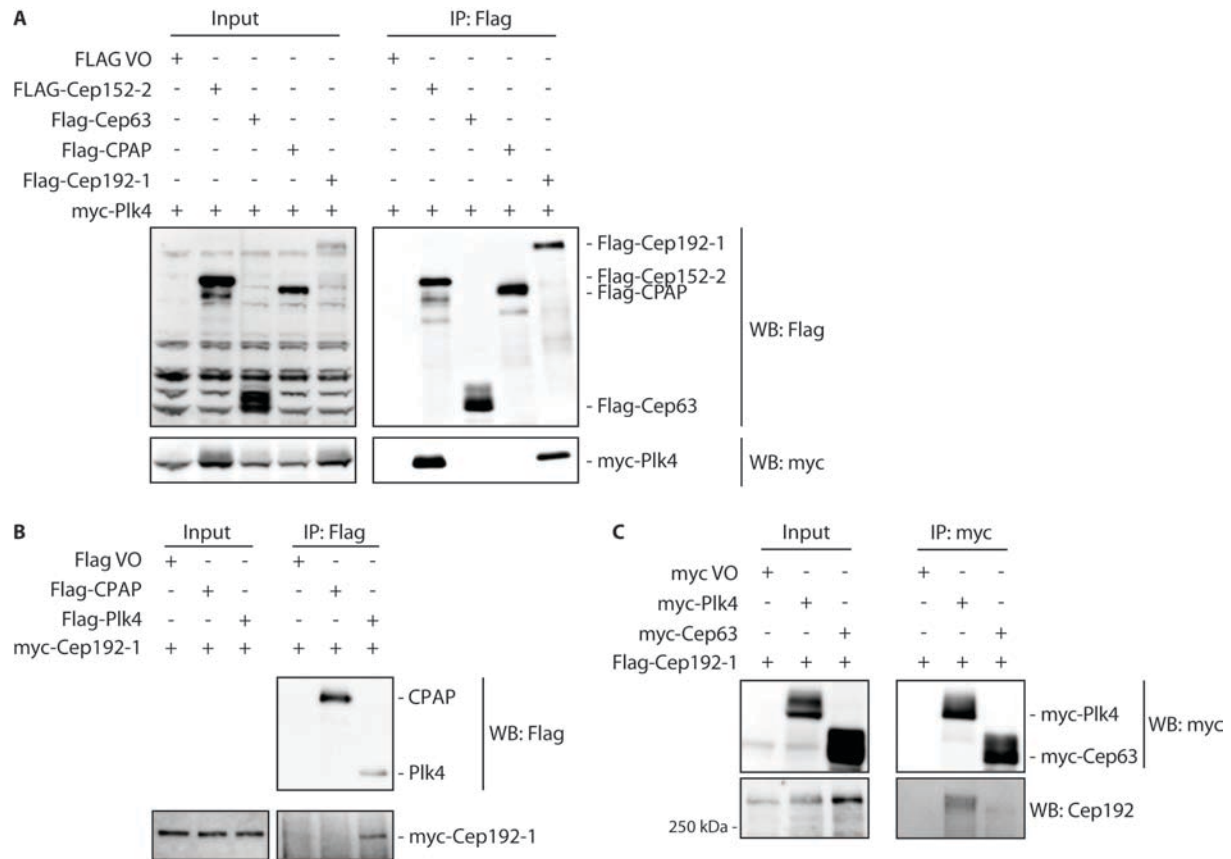 A
Input IP: Flag
FLAG VO + - - - - + - - - -
FLAG-Cep152-2 - + - - - - + - - -
Flag-Cep63 - - + - - - - + - -
Flag-CPAP - - - + - - - - + -
Flag-Cep192-1 - - - - + - - - - +
myc-Plk4 + + + + + + + + + +
- Flag-Cep192-1
- Flag-Cep152-2
- Flag-CPAP
WB: Flag
- Flag-Cep63
- myc-Plk4 WB: myc
B
Input IP: Flag
Flag VO + - - + - -
Flag-CPAP - + - - + -
Flag-Plk4 - - + - - +
myc-Cep192-1 + + + + + +
- CPAP
WB: Flag
- Plk4
- myc-Cep192-1
C
Input IP: myc
myc VO + - - + - -
myc-Plk4 - + - - + -
myc-Cep63 - - + - - +
Flag-Cep192-1 + + + + + +
- myc-Plk4
WB: myc
- myc-Cep63
WB: Cep192
250 kDa -